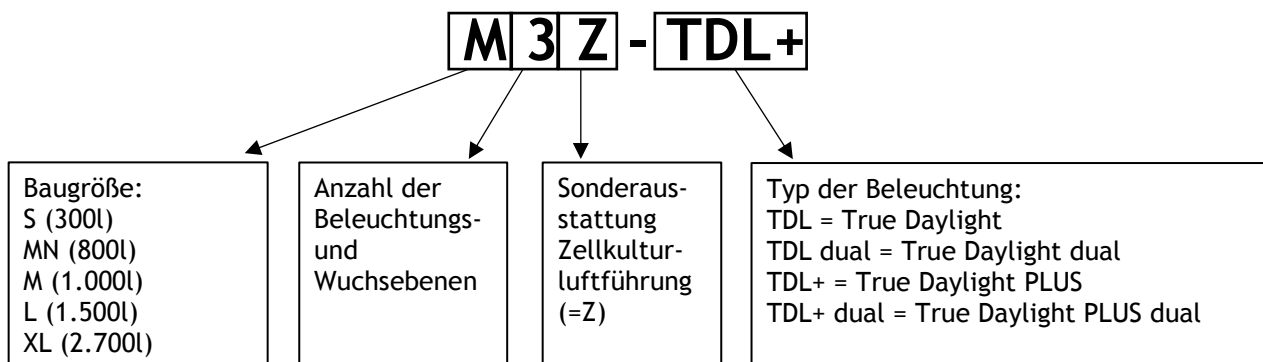 M3Z-TDL+
Baugröße:
S (300l)
MN (800l)
M (1.000l)
L (1.500l)
XL (2.700l)
Anzahl der
Beleuchtungs-
und
Wuchsebenen
Sonderaus-
stattung
Zellkultur-
luftführung
(=Z)
Typ der Beleuchtung:
TDL = True Daylight
TDL dual = True Daylight dual
TDL+ = True Daylight PLUS
TDL+ dual = True Daylight PLUS dual